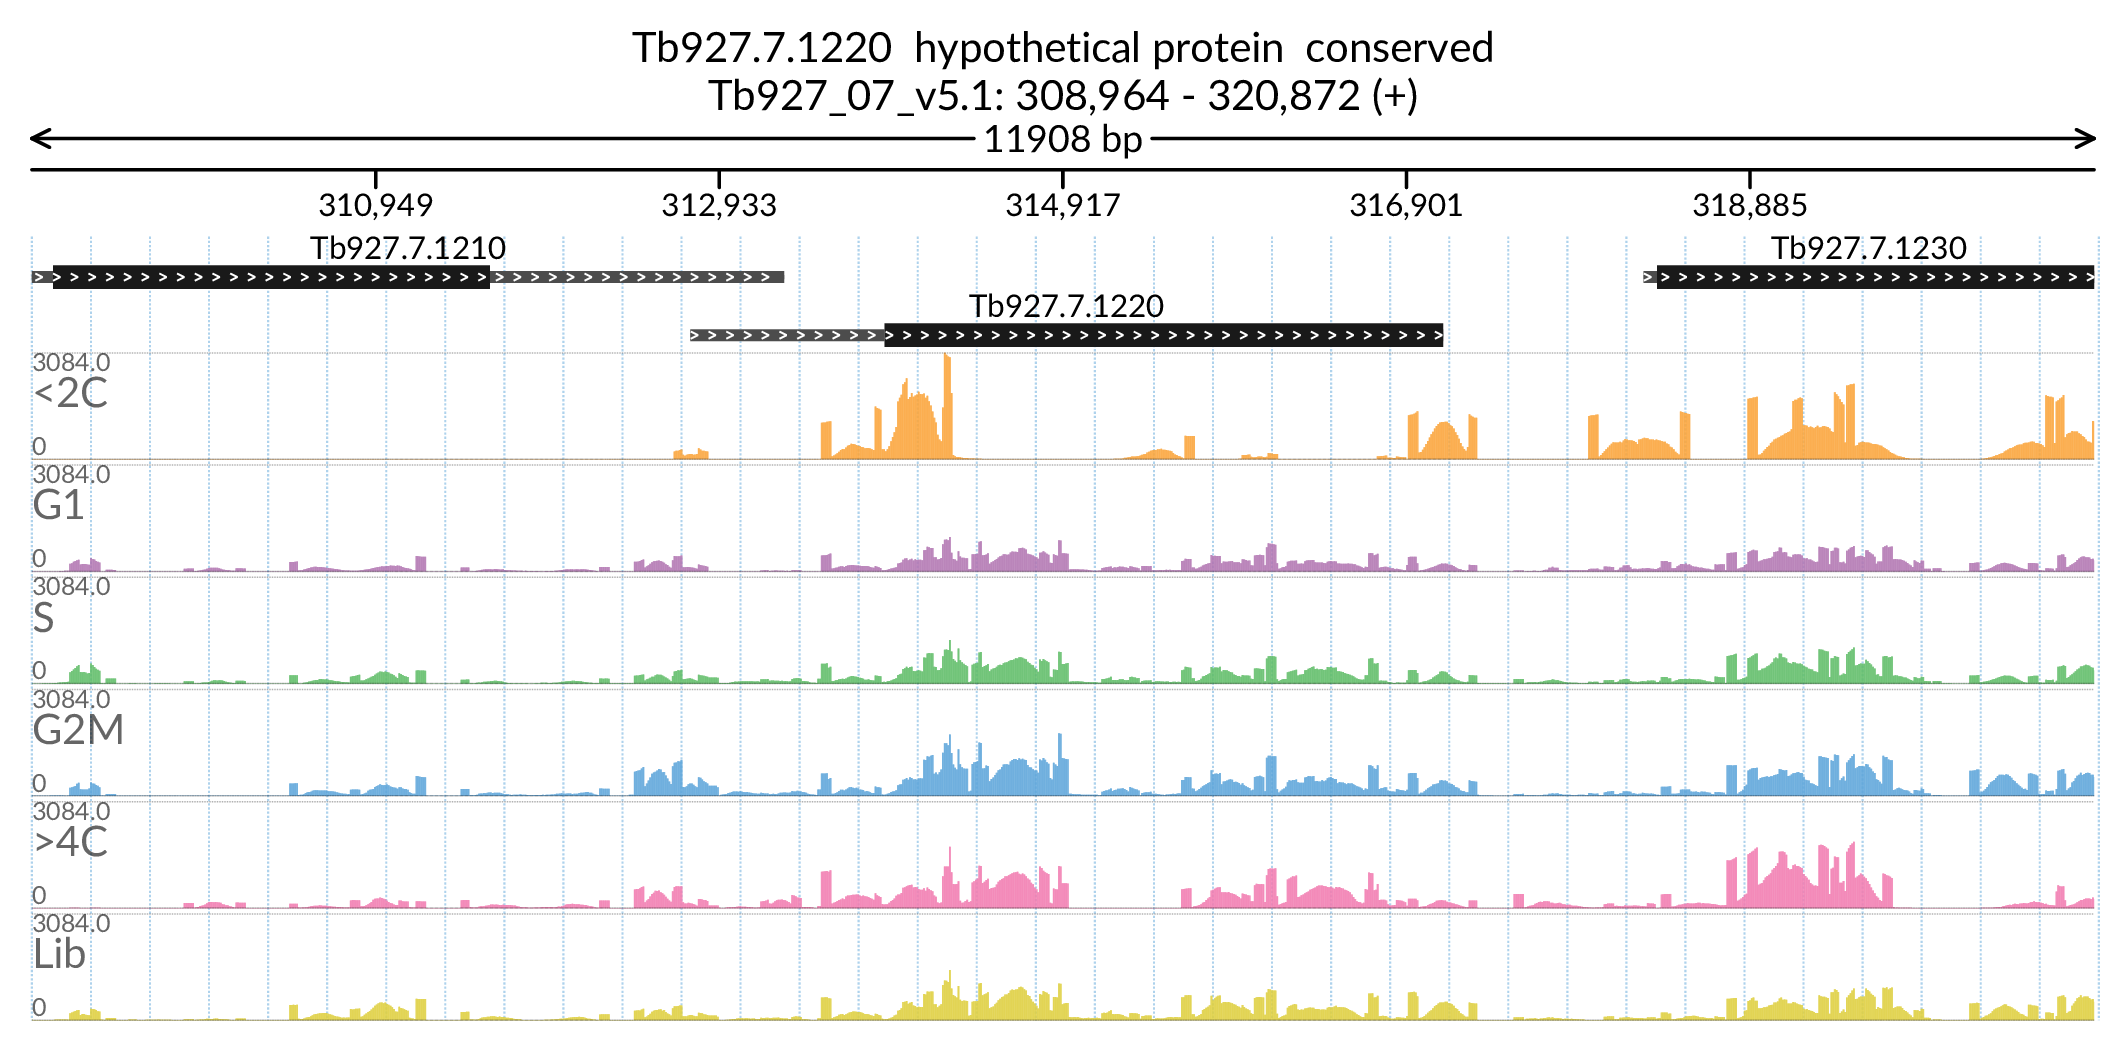 Tb927.7.1220 hypothetical protein conserved
Tb927_07_v5.1: 308,964 - 320,872 (+)
11908 bp
310,949 312,933 314,917 316,901 318,885
Tb927.7.1210 Tb927.7.1230
Tb927.7.1220
3084.0
<2C
0
3084.0
G1
0
3084.0
S
0
3084.0
G2M
0
3084.0
>4C
0
3084.0
Lib
0